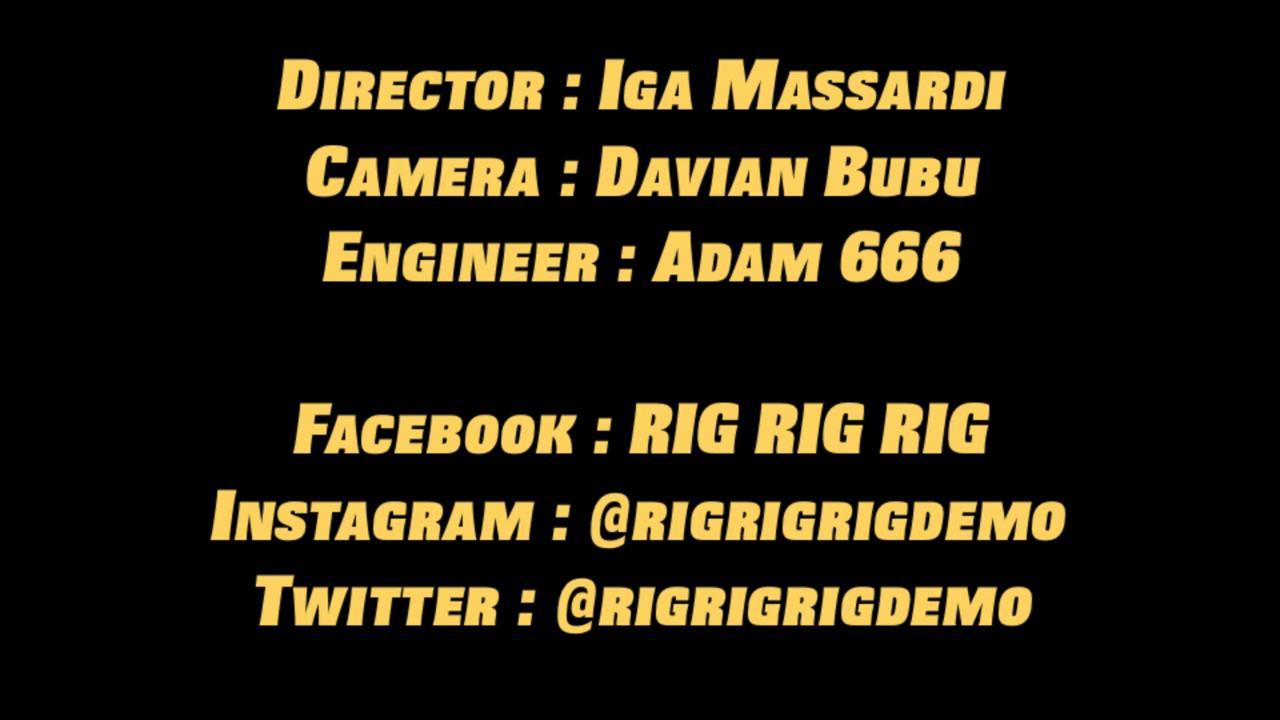 Director : Iga Massardi
Camera : Davian Bubu
Engineer : Adam 666
Facebook : RIG RIG RIG
Instagram : @rigrigrigdemo
Twitter : @rigrigrigdemo